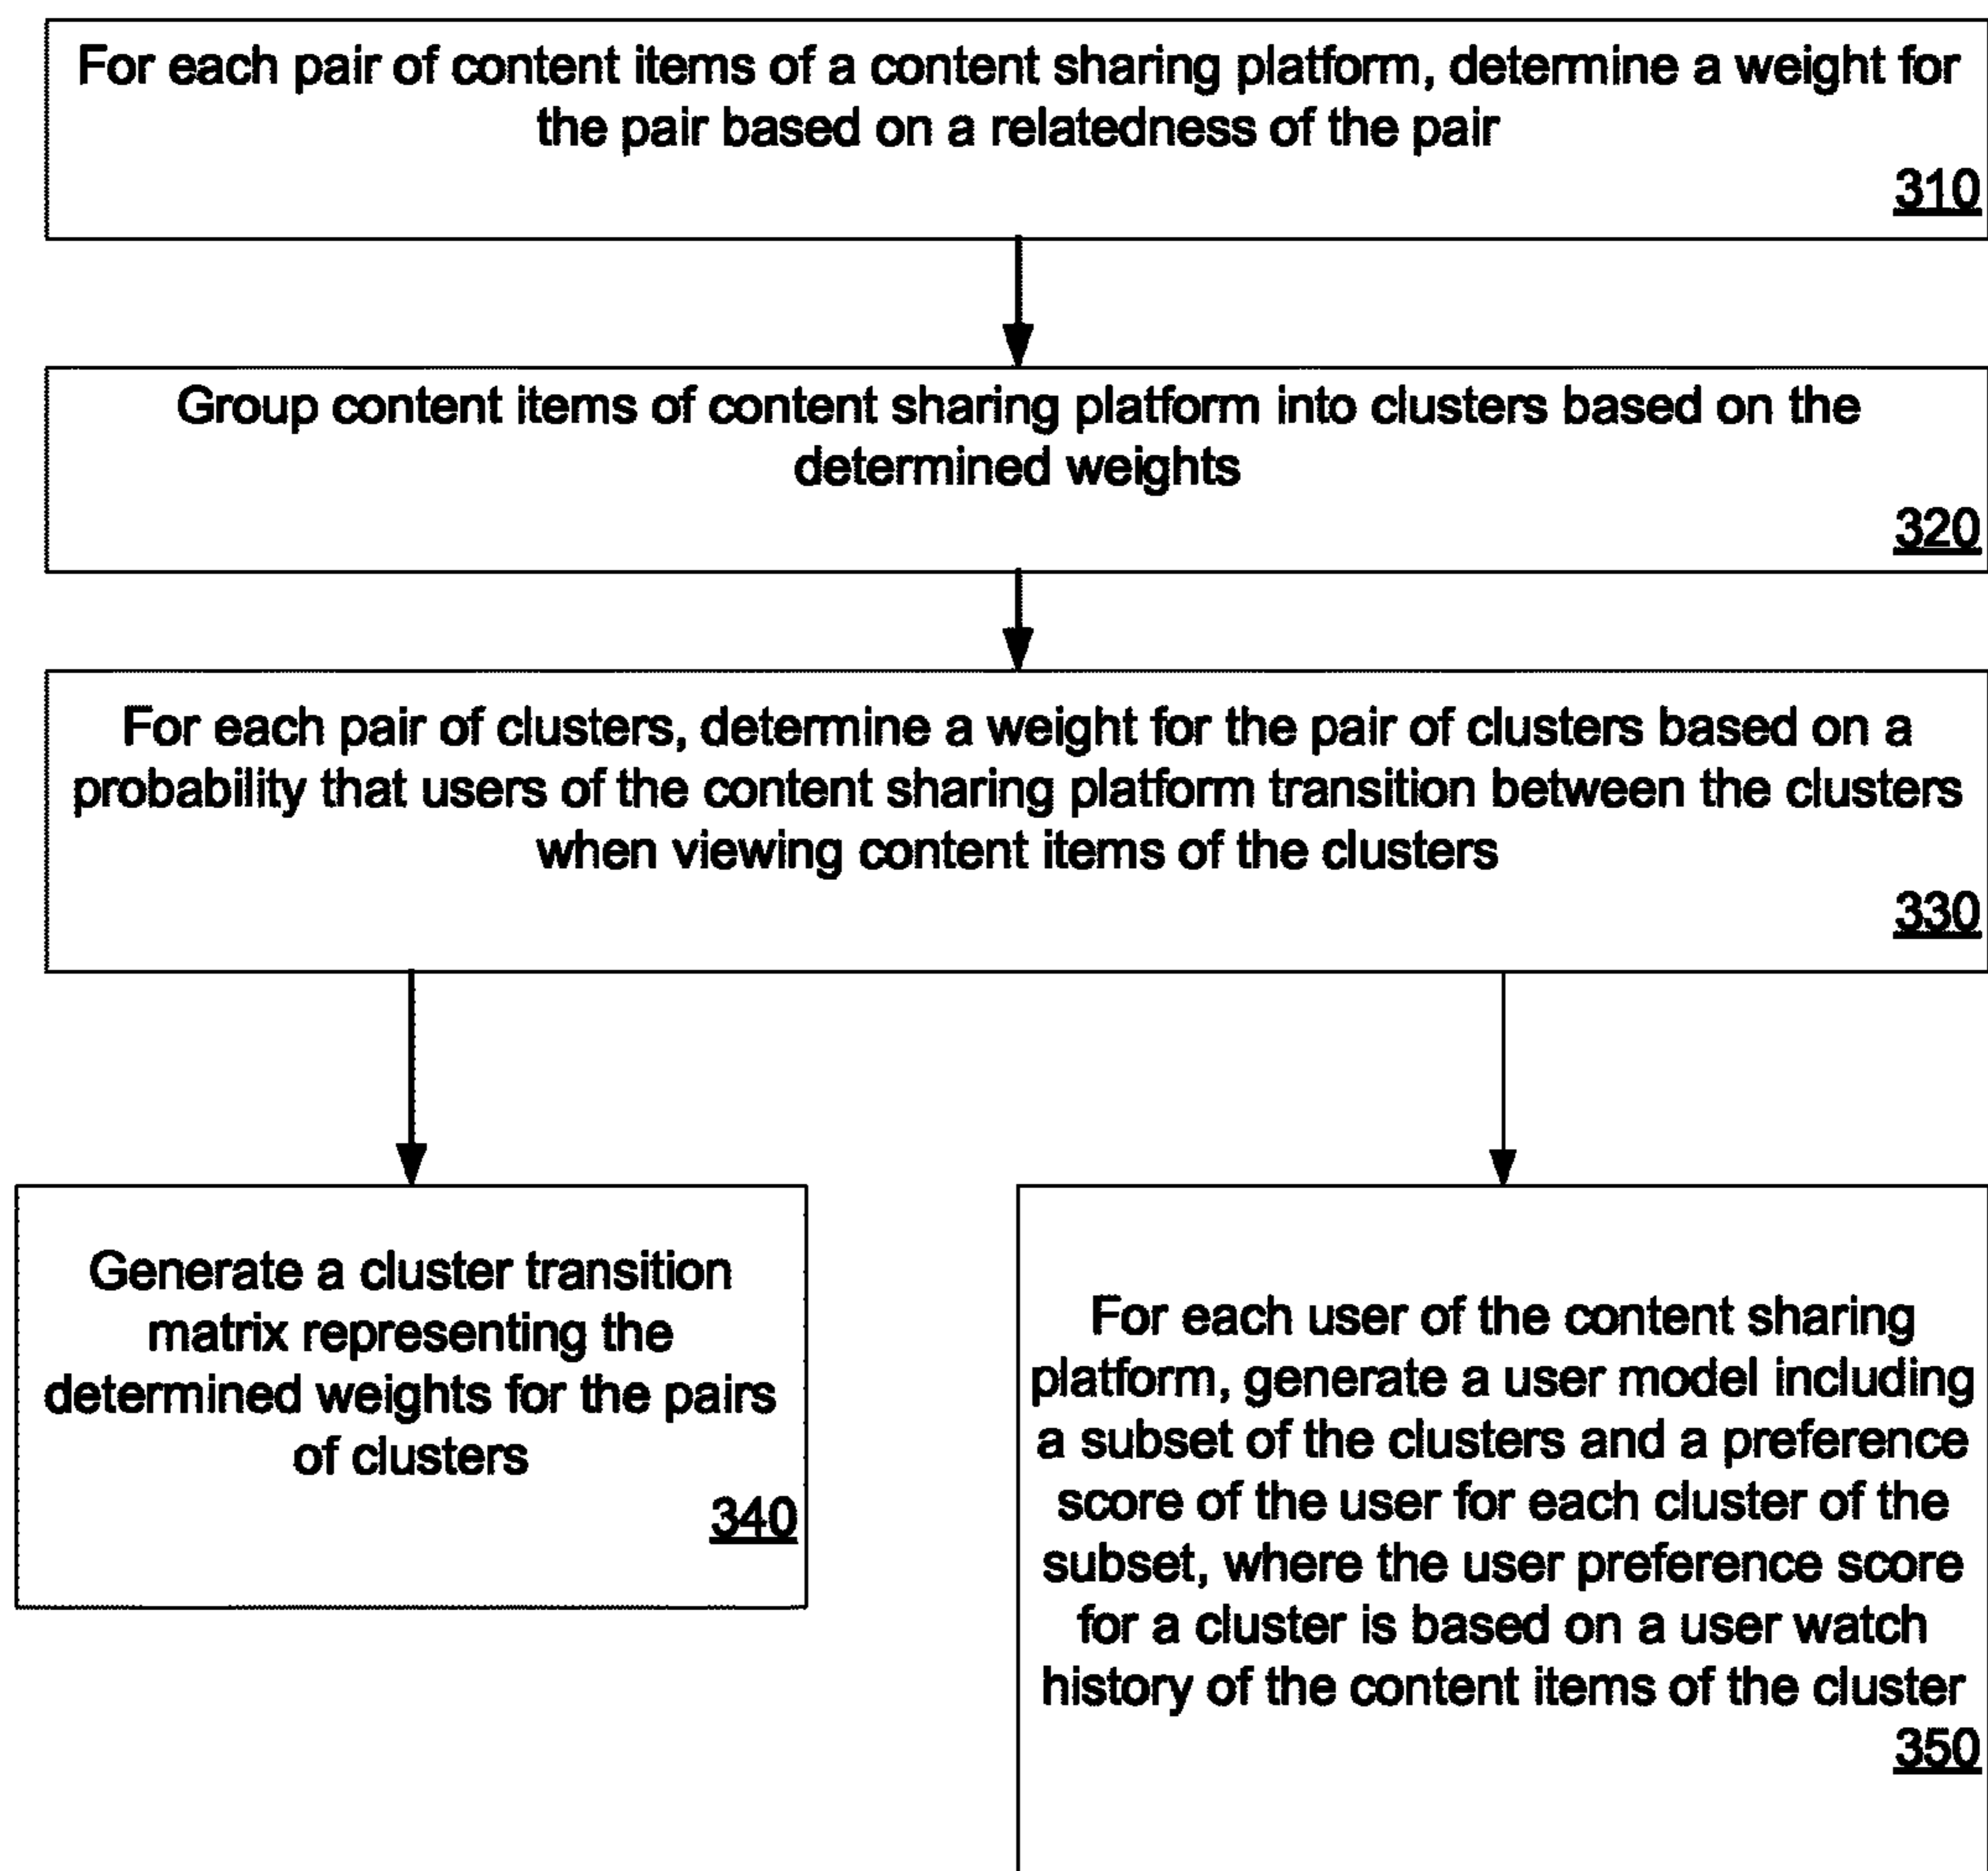 For each pair of content items of a content sharing platform, determine a weight for
the pair based on a relatedness of the pair
310
Group content items of content sharing platform into clusters based on the
determined weights
320
For each pair of clusters, determine a weight for the pair of clusters based on a
probability that users of the content sharing platform transition between the clusters
when viewing content items of the clusters
330
Generate a cluster transition
matrix representing the
determined weights for the pairs
of clusters
340
For each user of the content sharing
platform, generate a user model including
a subset of the clusters and a preference
score of the user for each cluster of the
subset, where the user preference score
for a cluster is based on a user watch
history of the content items of the cluster
350